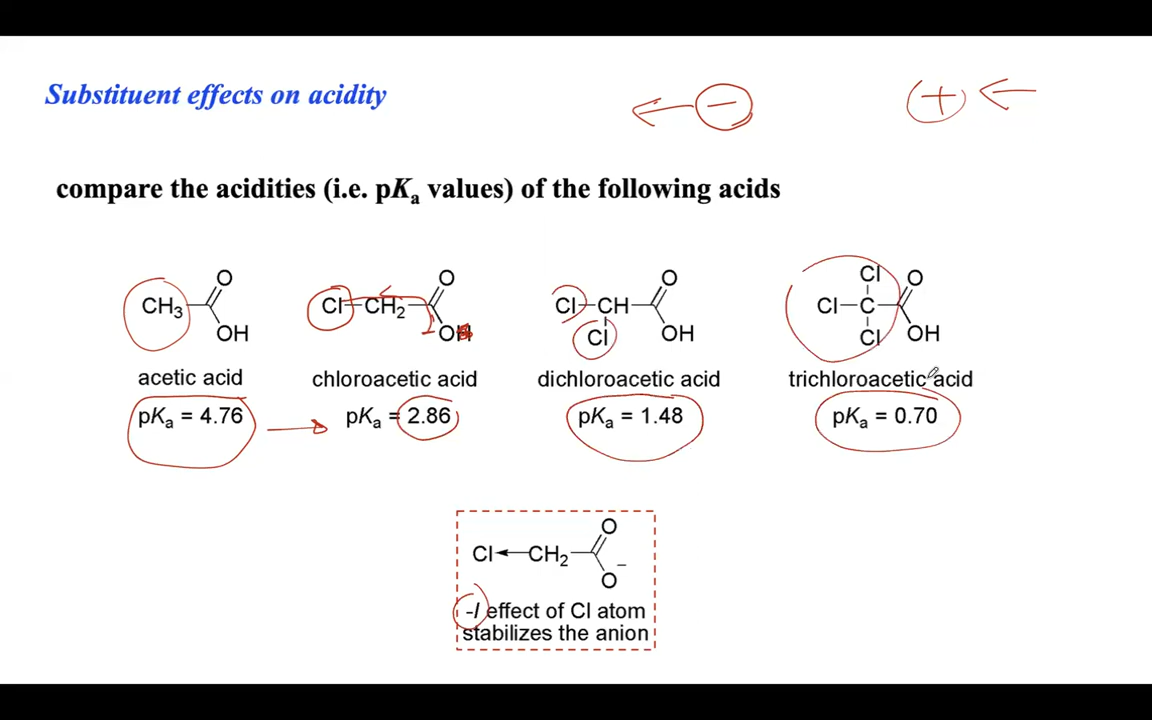 Substituent effects on acidity
− +
compare the acidities (i.e. pKa values) of the following acids
CH3 O OH
Cl CH2 O OH
Cl CH Cl O OH
Cl Cl C Cl O OH
acetic acid chloroacetic acid dichloroacetic acid trichloroacetic acid
pKa = 4.76 pKa = 2.86 pKa = 1.48 pKa = 0.70
O
Cl CH2
O −
-I effect of Cl atom
stabilizes the anion